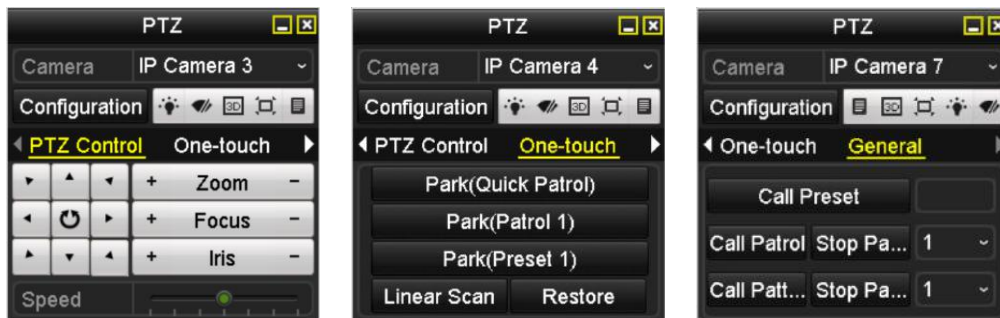 PTZ
Camera IP Camera 3
Configuration 3D
PTZ Control One-touch
+ Zoom -
+ Focus -
+ Iris -
Speed
PTZ
Camera IP Camera 4
Configuration 3D
PTZ Control One-touch
Park(Quick Patrol)
Park(Patrol 1)
Park(Preset 1)
Linear Scan Restore
PTZ
Camera IP Camera 7
Configuration 3D
One-touch General
Call Preset
Call Patrol Stop Pa... 1
Call Patt... Stop Pa... 1